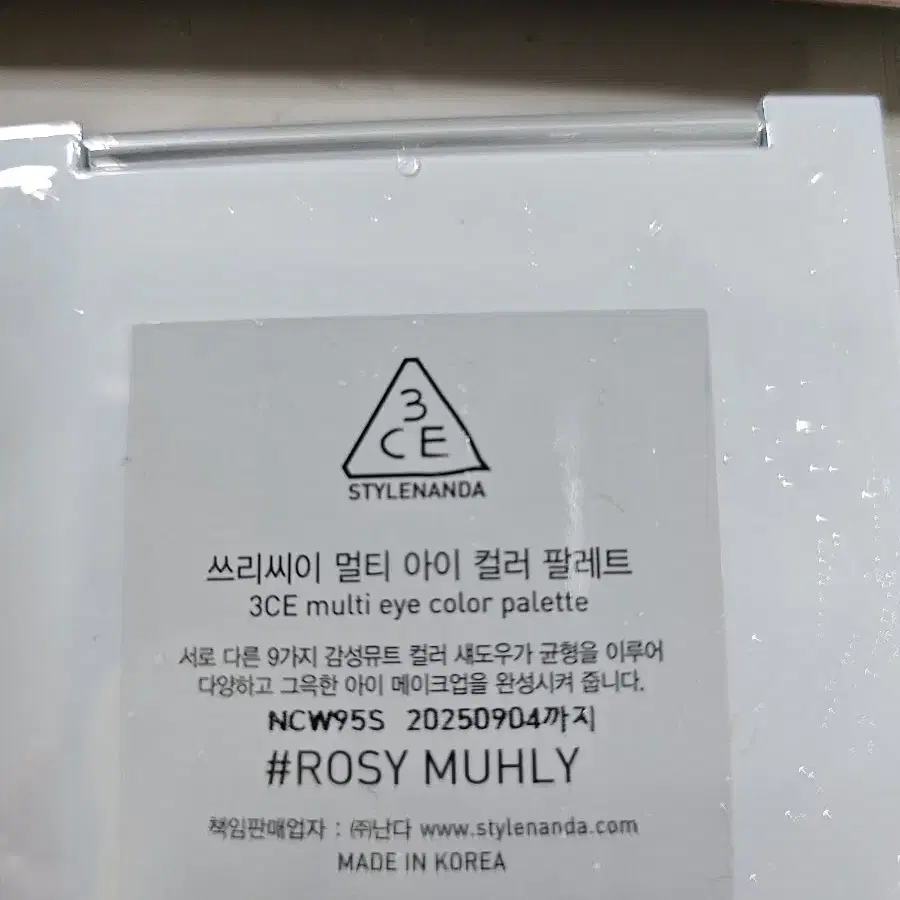 3
CE
STYLENANDA
쓰리씨이 멀티 아이 컬러 팔레트
3CE multi eye color palette
서로 다른 9가지 감성뮤트 컬러 섀도우가 균형을 이루어
다양하고 그윽한 아이 메이크업을 완성시켜 줍니다.
NCW95S 20250904까지
#ROSY MUHLY
책임판매업자 : ㈜난다 www.stylenanda.com
MADE IN KOREA